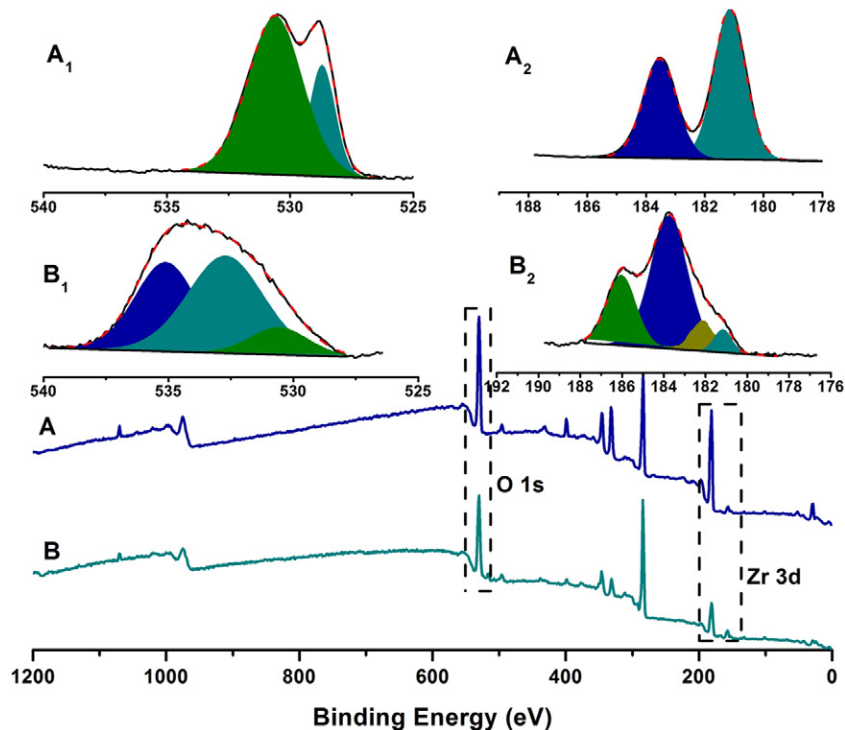 A1
A2
540 535 530 525
188 186 184 182 180 178
B1
B2
540 535 530 525
192 190 188 186 184 182 180 178 176
A
O 1s
B
Zr 3d
1200 1000 800 600 400 200 0
Binding Energy (eV)